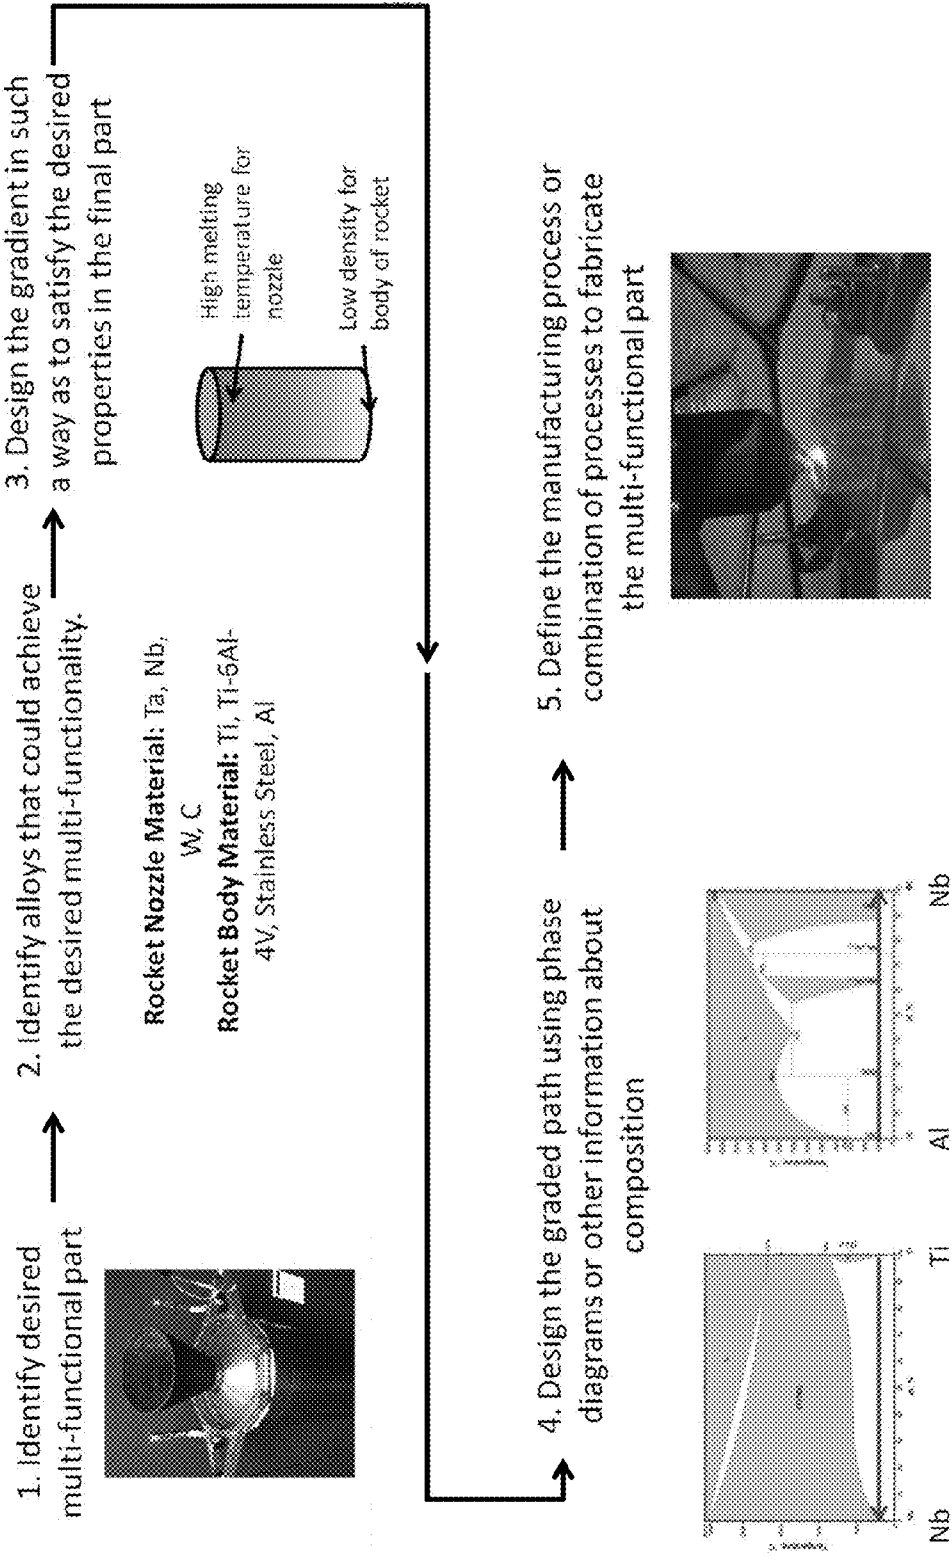 1. Identify desired
multi-functional part
2. Identify alloys that could achieve
the desired multi-functionality.
Rocket Nozzle Material: Ta, Nb,
W, C
Rocket Body Material: Ti, Ti-6Al-
4V, Stainless Steel, Al
3. Design the gradient in such
a way as to satisfy the desired
properties in the final part
High melting
temperature for
nozzle
Low density for
body of rocket
4. Design the graded path using phase
diagrams or other information about
composition
Nb
Ti
Al
Nb
5. Define the manufacturing process or
combination of processes to fabricate
the multi-functional part